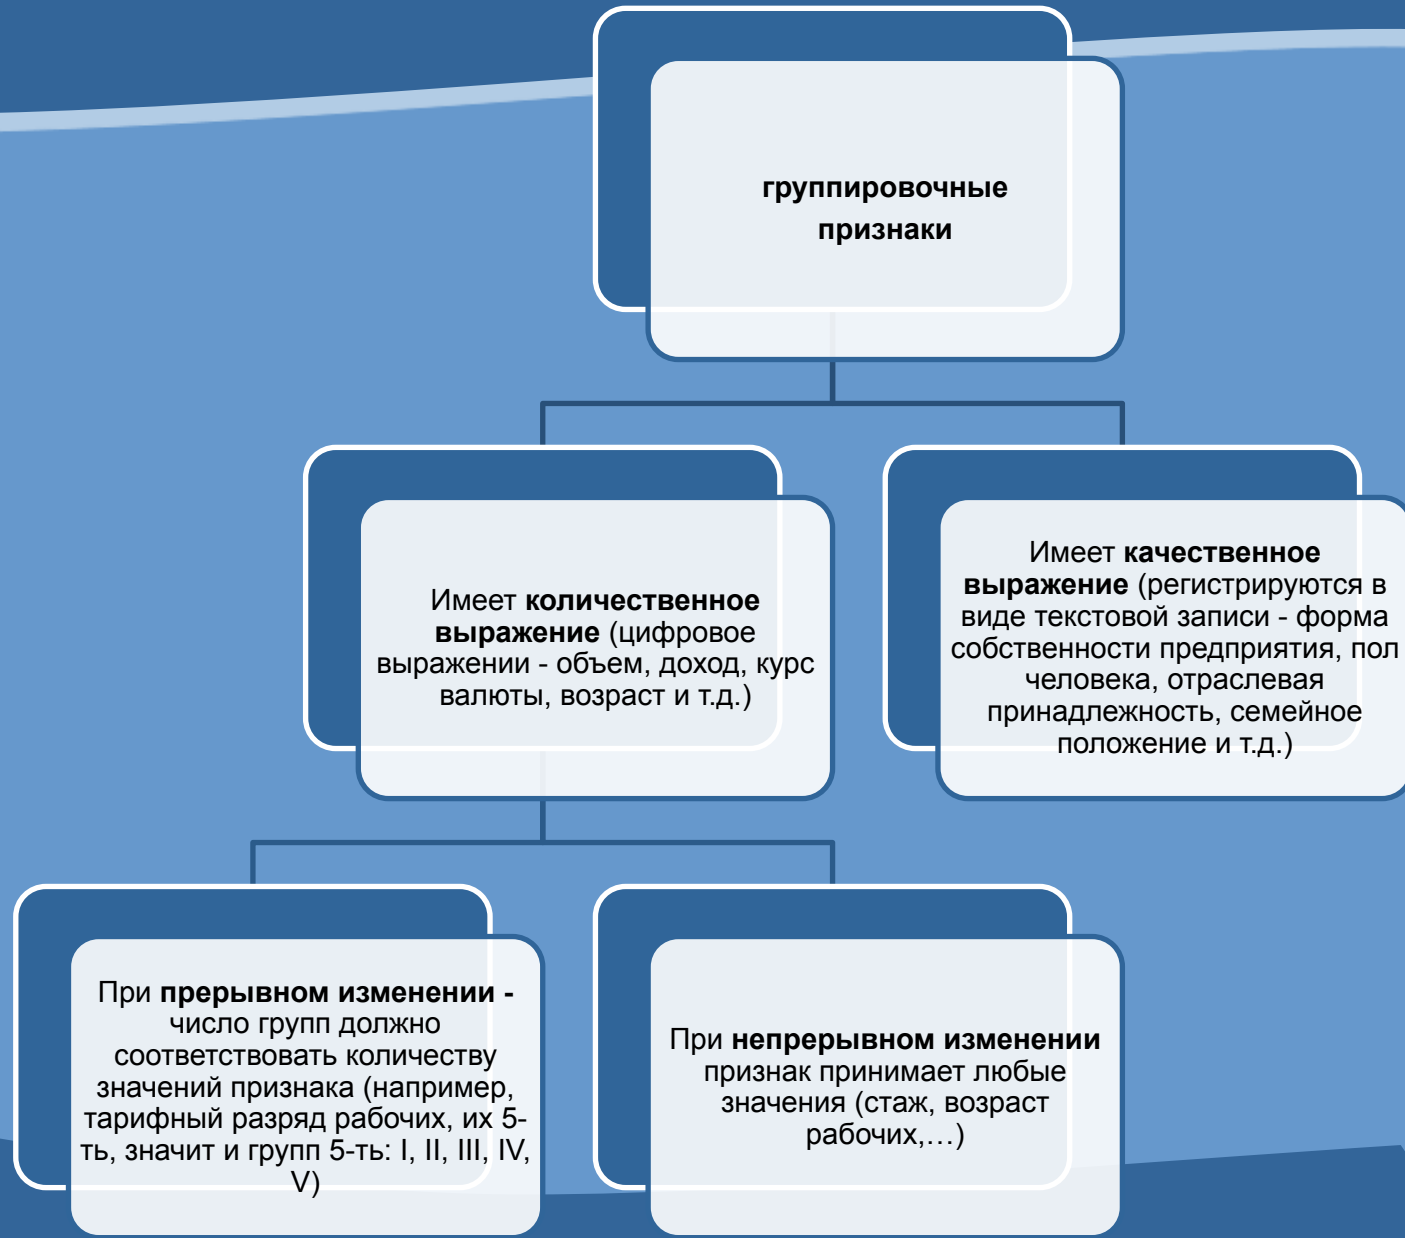 группировочные
признаки
Имеет количественное
выражение (цифровое
выражении - объем, доход, курс
валюты, возраст и т.д.)
Имеет качественное
выражение (регистрируются в
виде текстовой записи - форма
собственности предприятия, пол
человека, отраслевая
принадлежность, семейное
положение и т.д.)
При прерывном изменении -
число групп должно
соответствовать количеству
значений признака (например,
тарифный разряд рабочих, их 5-
ть, значит и групп 5-ть: I, II, III, IV,
V)
При непрерывном изменении
признак принимает любые
значения (стаж, возраст
рабочих,…)